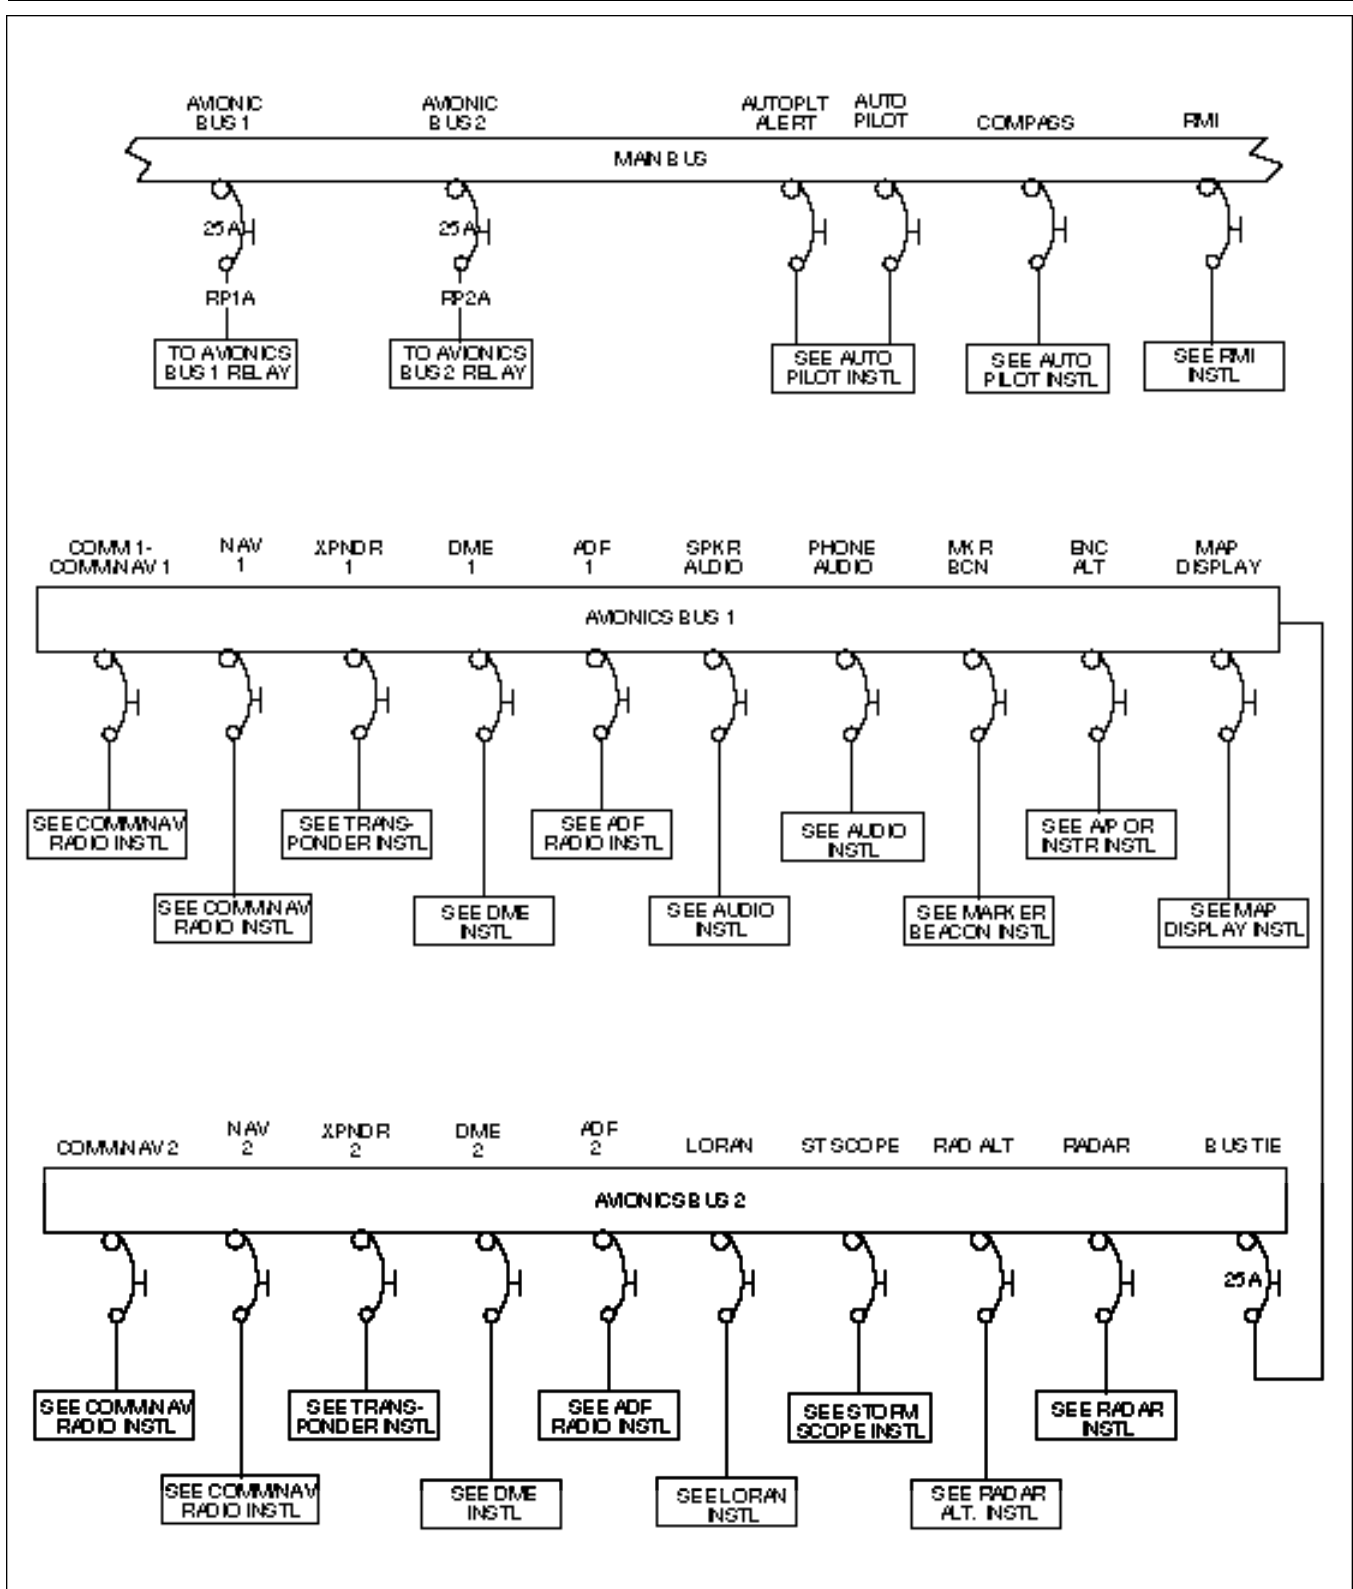 AVIONIC
BUS 1
AVIONIC
BUS 2
AUTOPLT
ALERT
AUTO
PILOT
COMPASS
RMI
MAIN BUS
25A
25A
RP1A
RP2A
TO AVIONICS
BUS 1 RELAY
TO AVIONICS
BUS 2 RELAY
SEE AUTO
PILOT INSTL
SEE AUTO
PILOT INSTL
SEE RMI
INSTL
COMM 1-
COMM/NAV 1
NAV
1
XPNDR
1
DME
1
ADF
1
SPKR
AUDIO
PHONE
AUDIO
MKR
BCN
ENC
ALT
MAP
DISPLAY
AVIONICS BUS 1
SEE COMM/NAV
RADIO INSTL
SEE TRANS-
PONDER INSTL
SEE ADF
RADIO INSTL
SEE AUDIO
INSTL
SEE A/P OR
INSTR INSTL
SEE COMM/NAV
RADIO INSTL
SEE DME
INSTL
SEE AUDIO
INSTL
SEE MARKER
BEACON INSTL
SEE MAP
DISPLAY INSTL
COMM/NAV 2
NAV
2
XPNDR
2
DME
2
ADF
2
LORAN
ST SCOPE
RAD ALT
RADAR
BUS TIE
AVIONICS BUS 2
25A
SEE COMM/NAV
RADIO INSTL
SEE TRANS-
PONDER INSTL
SEE ADF
RADIO INSTL
SEE STORM
SCOPE INSTL
SEE RADAR
INSTL
SEE COMM/NAV
RADIO INSTL
SEE DME
INSTL
SEE LORAN
INSTL
SEE RADAR
ALT. INSTL